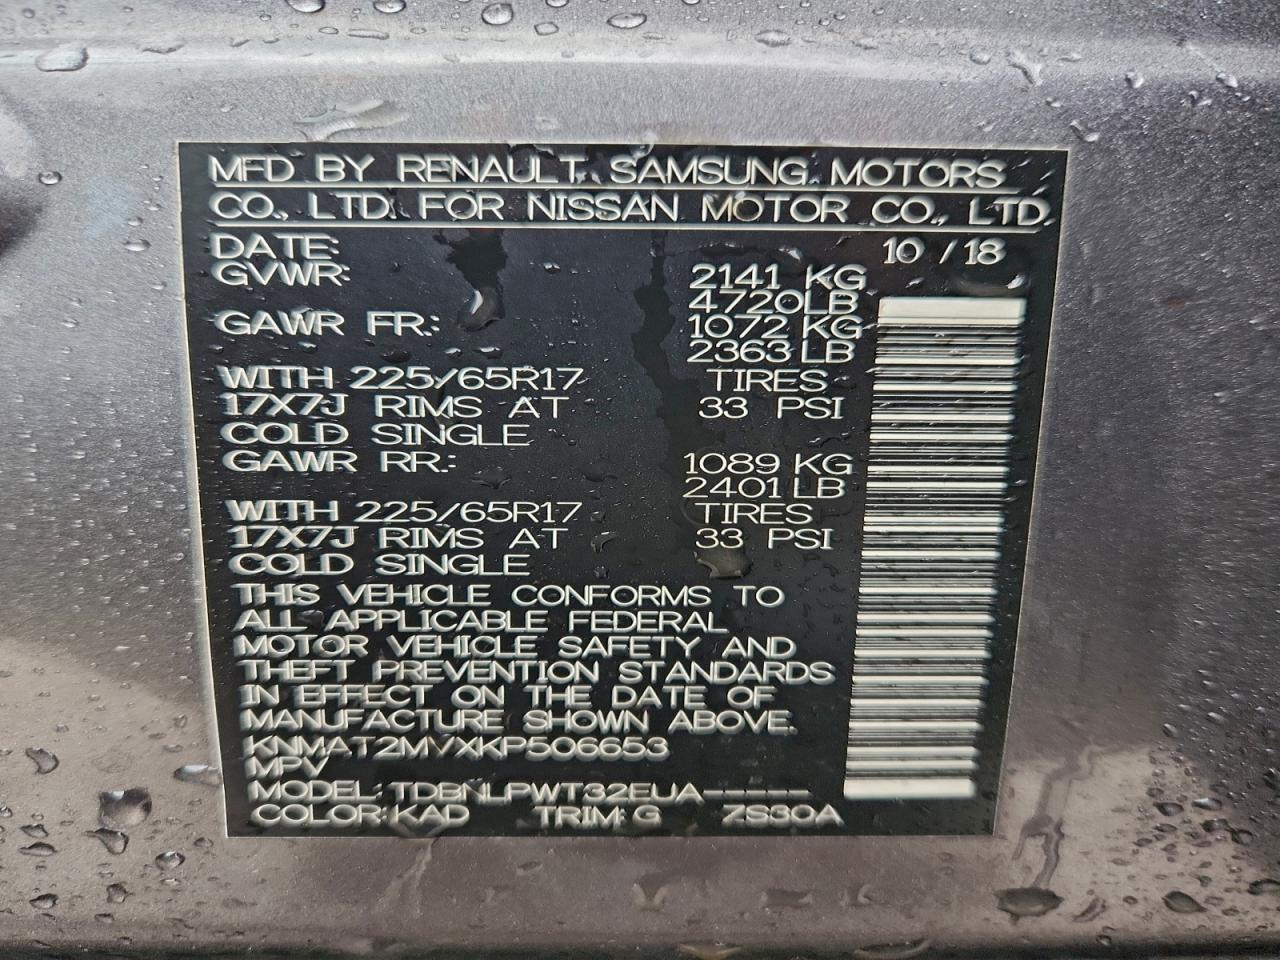 MFD BY RENAULT SAMSUNG MOTORS
CO., LTD. FOR NISSAN MOTOR CO., LTD.
DATE: 10 / 18
GVWR: 2141 KG
4720LB
GAWR FR.: 1072 KG
2363 LB
WITH 225/65R17 TIRES
17X7J RIMS AT 33 PSI
COLD SINGLE
GAWR RR.: 1089 KG
2401 LB
WITH 225/65R17 TIRES
17X7J RIMS AT 33 PSI
COLD SINGLE
THIS VEHICLE CONFORMS TO
ALL APPLICABLE FEDERAL
MOTOR VEHICLE SAFETY AND
THEFT PREVENTION STANDARDS
IN EFFECT ON THE DATE OF
MANUFACTURE SHOWN ABOVE.
KNMAT2MVXKP506653
MPV
MODEL: TDBNLPWT32EUA-----
COLOR: KAD TRIM: G ZS30A